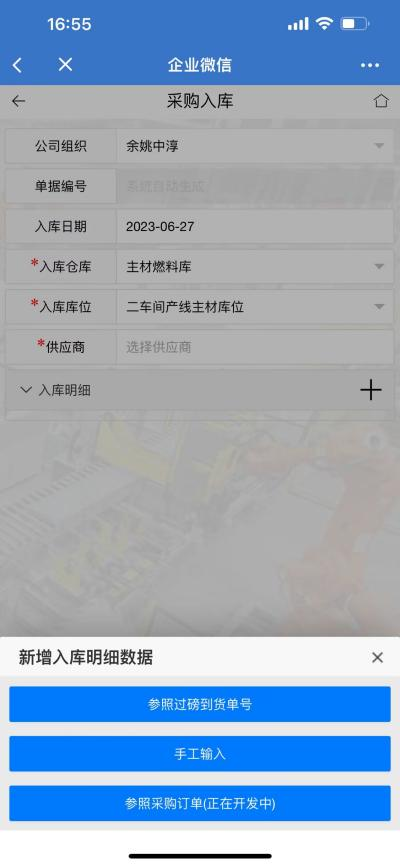 16:55
企业微信
采购入库
公司组织 余姚中淳
单据编号 系统自动生成
入库日期 2023-06-27
*入库仓库 主材燃料库
*入库库位 二车间产线主材库位
*供应商 选择供应商
入库明细
新增入库明细数据
参照过磅到货单号
手工输入
参照采购订单(正在开发中)